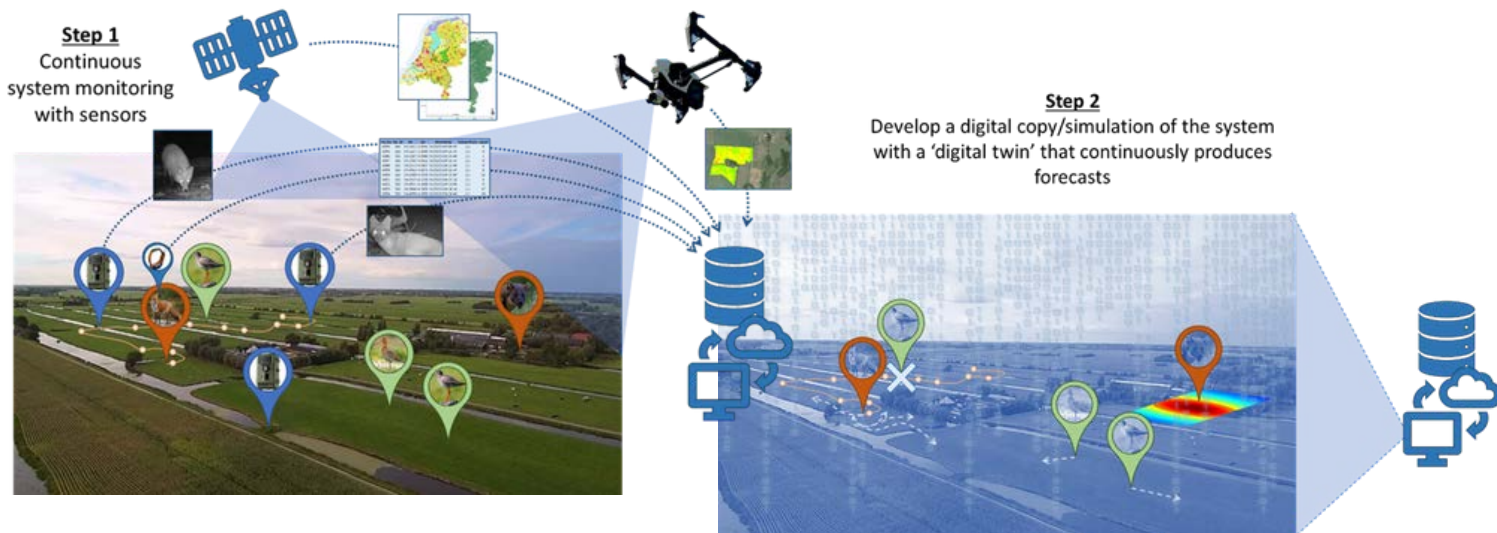 Step 1
Continuous
system monitoring
with sensors
Step 2
Develop a digital copy/simulation of the system
with a ‘digital twin’ that continuously produces
forecasts